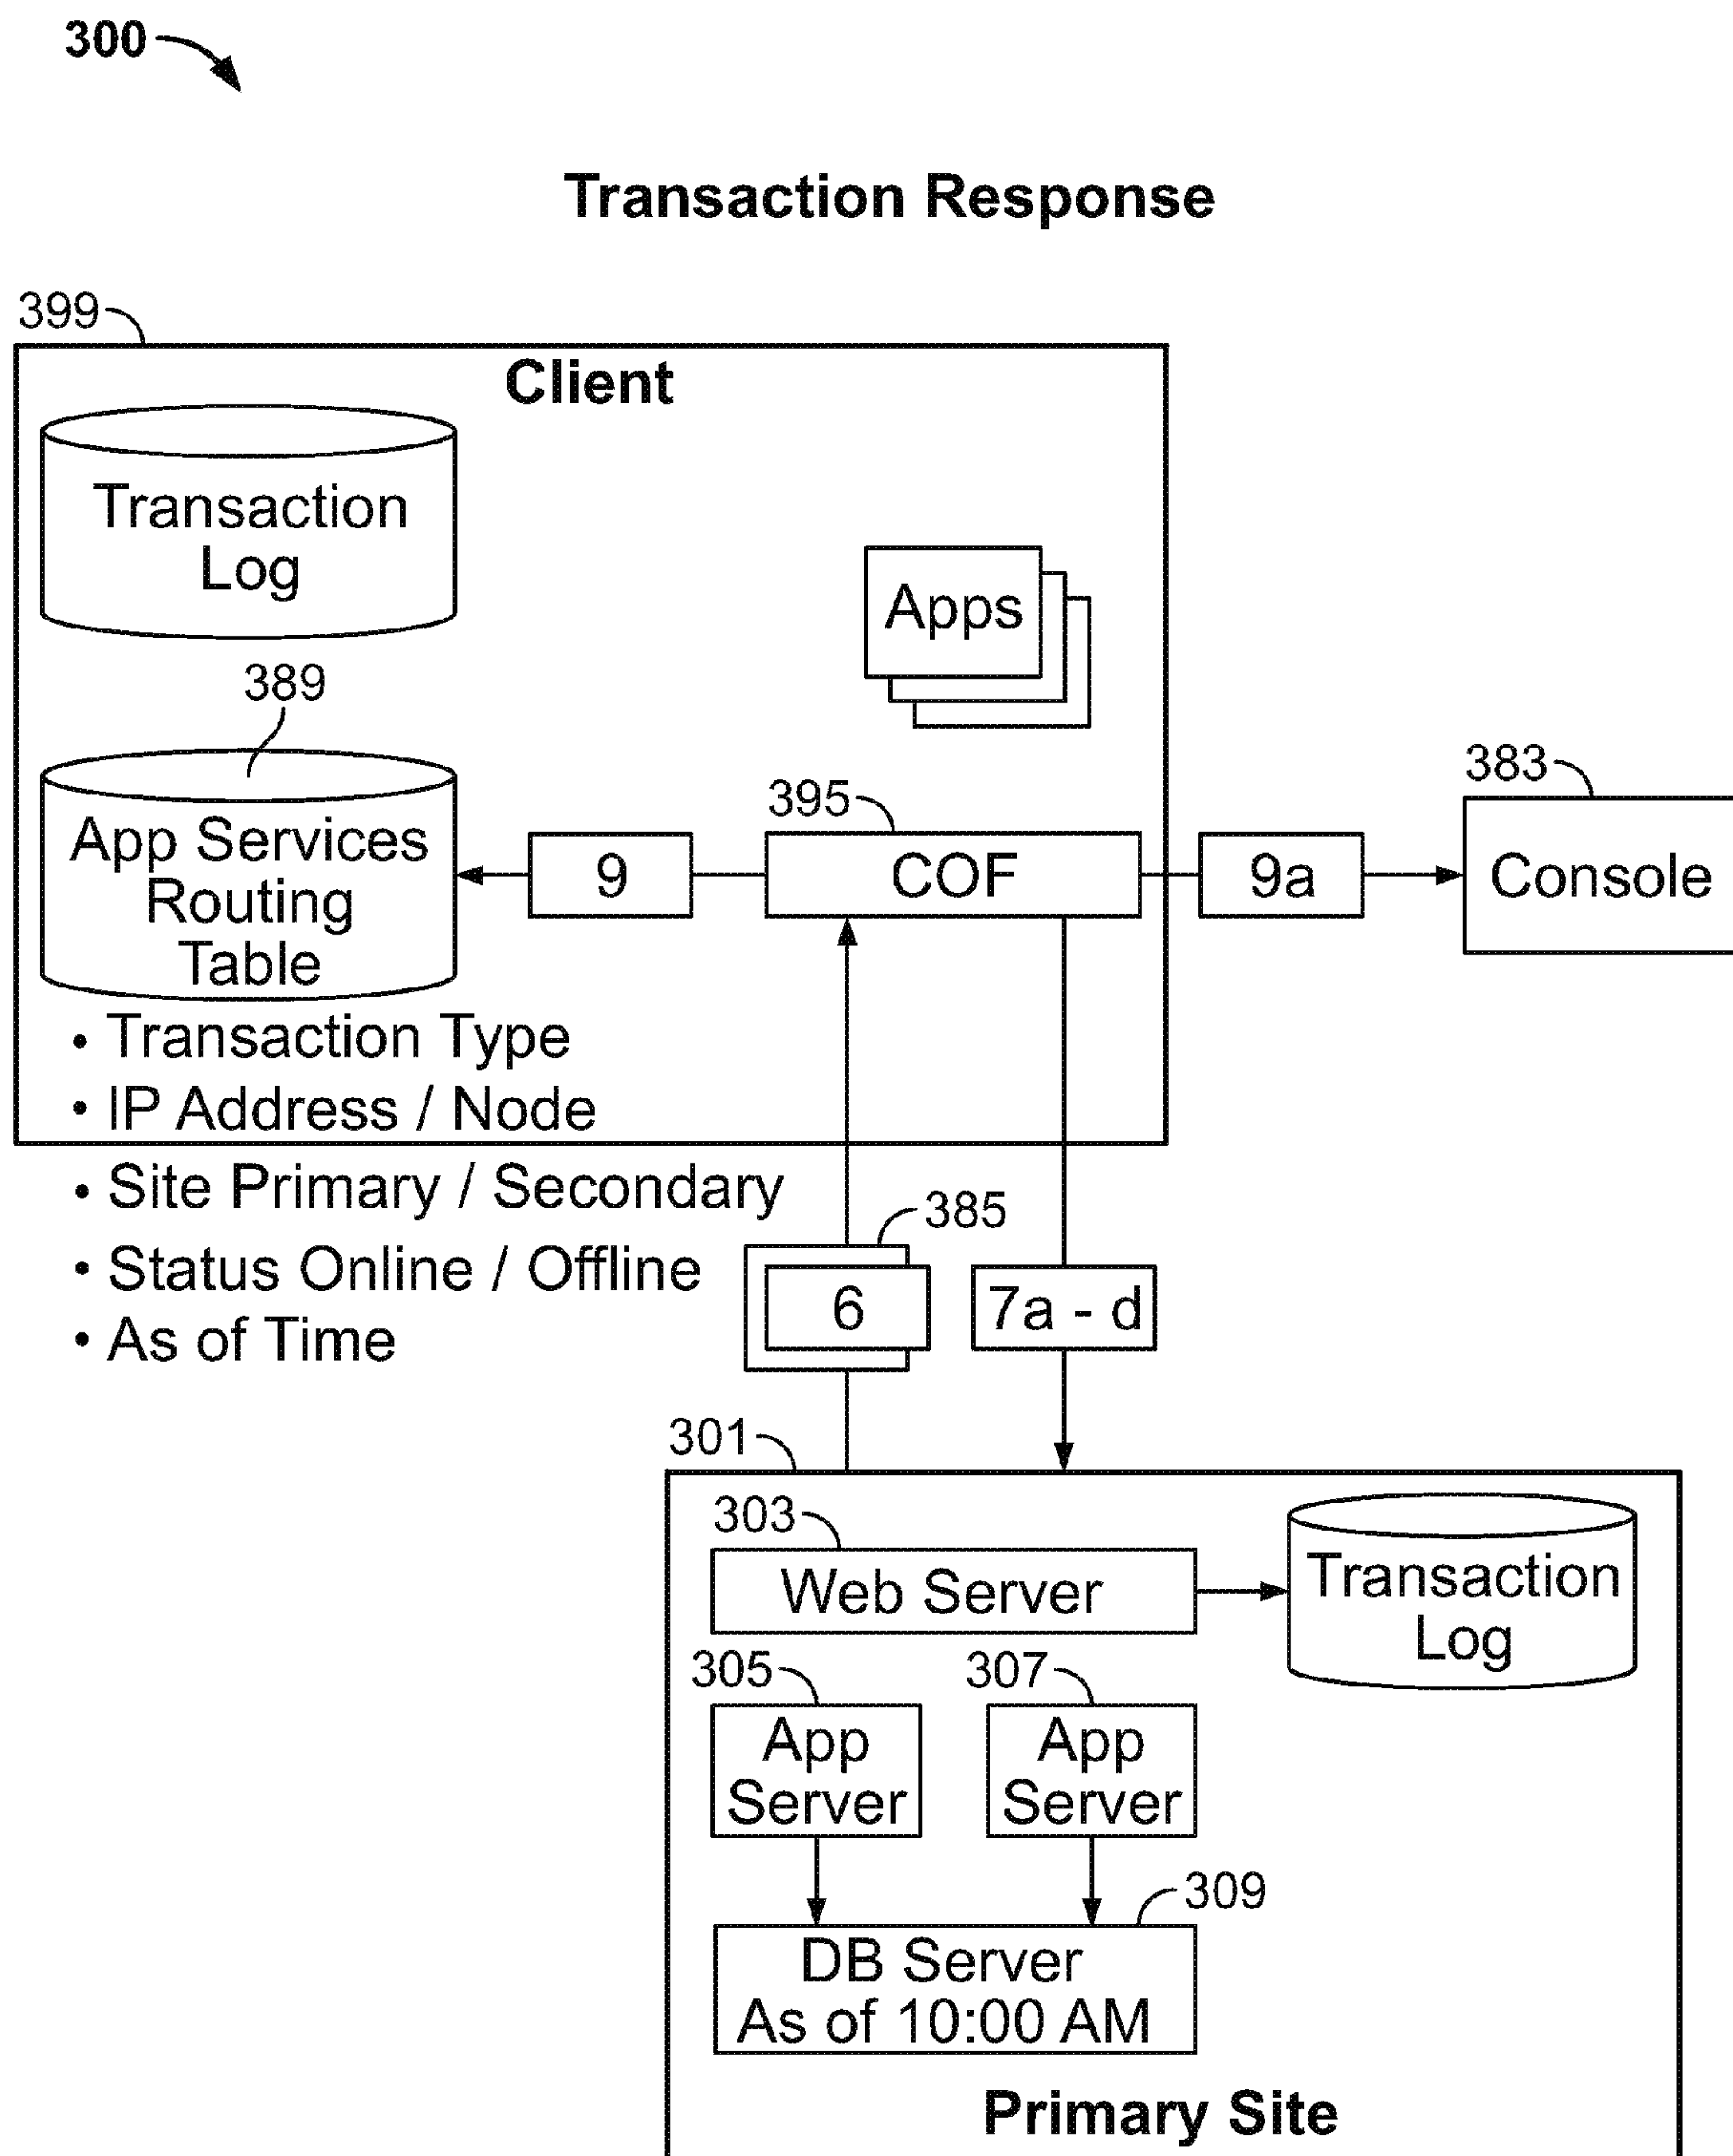 300
Transaction Response
399
Client
Transaction
Log
Apps
389
App Services
Routing
Table
9
395
COF
9a
383
Console
• Transaction Type
• IP Address / Node
• Site Primary / Secondary
• Status Online / Offline
• As of Time
385
6
7a - d
301
303
Web Server
Transaction
Log
305
App
Server
307
App
Server
309
DB Server
As of 10:00 AM
Primary Site